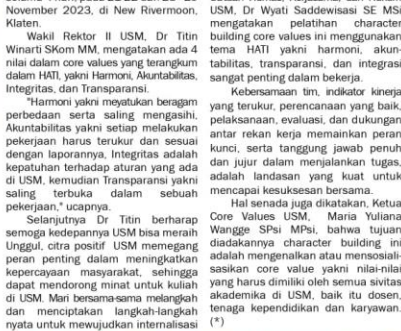 November 2023, di New Rivermoon,
Klaten.
Wakil Rektor II USM, Dr Titin
Winarti SKom MM, mengatakan ada 4
nilai dalam core values yang terangkum
dalam HATI, yakni Harmoni, Akuntabilitas,
Integritas, dan Transparansi.
"Harmoni yakni meyatukan beragam
perbedaan serta saling mengasihi,
Akuntabilitas yakni setiap melakukan
pekerjaan harus terukur dan sesuai
dengan laporannya, Integritas adalah
kepatuhan terhadap aturan yang ada
di USM, kemudian Transparansi yakni
saling terbuka dalam sebuah
pekerjaan," ucapnya.
Selanjutnya Dr Titin berharap
semoga kedepannya USM bisa meraih
Unggul, citra positif USM memegang
peran penting dalam meningkatkan
kepercayaan masyarakat, sehingga
dapat mendorong minat untuk kuliah
di USM. Mari bersama-sama melangkah
dan menciptakan langkah-langkah
nyata untuk mewujudkan internalisasi
USM, Dr Wyati Saddewisasi SE MSi
mengatakan pelatihan character
building core values ini menggunakan
tema HATI yakni harmoni, akun-
tabilitas, transparansi, dan integrasi
sangat penting dalam bekerja.
Kebersamaan tim, indikator kinerja
yang terukur, perencanaan yang baik,
pelaksanaan, evaluasi, dan dukungan
antar rekan kerja memainkan peran
kunci, serta tanggung jawab penuh
dan jujur dalam menjalankan tugas,
adalah landasan yang kuat untuk
mencapai kesuksesan bersama.
Hal senada juga dikatakan, Ketua
Core Values USM, Maria Yuliana
Wangge SPsi MPsi, bahwa tujuan
diadakannya character building ini
adalah mengenalkan atau mensosiali-
sasikan core value yakni nilai-nilai
yang harus dimiliki oleh semua sivitas
akademika di USM, baik itu dosen,
tenaga kependidikan dan karyawan.
(*)